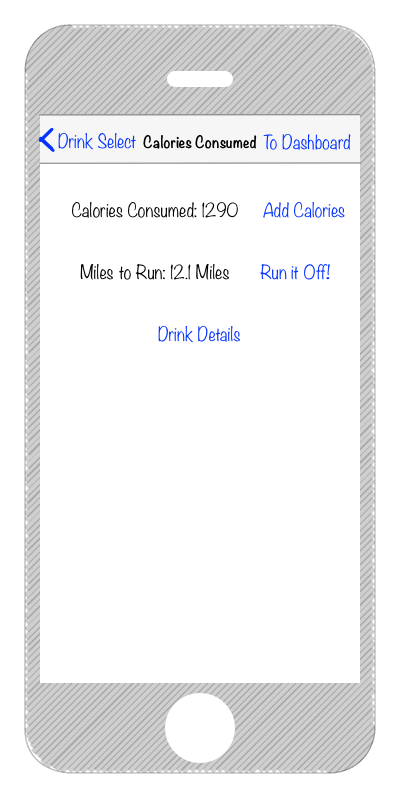 Drink Select Calories Consumed To Dashboard
Calories Consumed: 1290 Add Calories
Miles to Run: 12.1 Miles Run it Off!
Drink Details